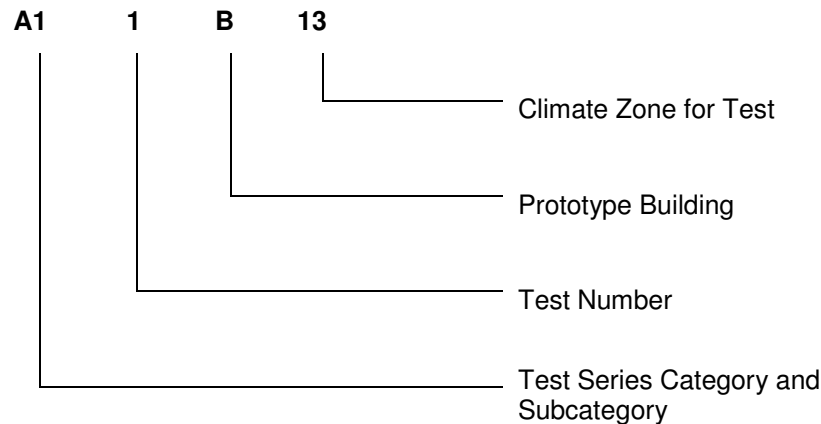 A1 1 B 13
Climate Zone for Test
Prototype Building
Test Number
Test Series Category and
Subcategory